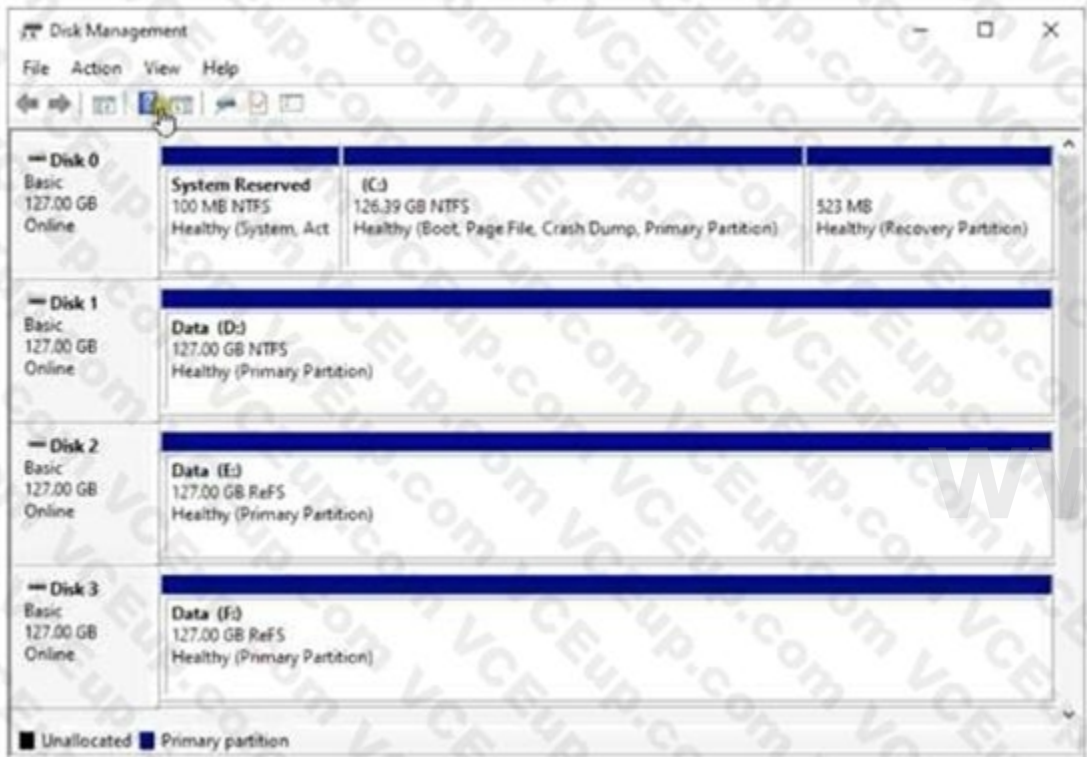 Disk Management
File Action View Help
Disk 0
Basic
127.00 GB
Online
System Reserved
100 MB NTFS
Healthy (System, Act
(C:)
126.39 GB NTFS
Healthy (Boot, Page File, Crash Dump, Primary Partition)
523 MB
Healthy (Recovery Partition)
Disk 1
Basic
127.00 GB
Online
Data (D:)
127.00 GB NTFS
Healthy (Primary Partition)
Disk 2
Basic
127.00 GB
Online
Data (E:)
127.00 GB ReFS
Healthy (Primary Partition)
Disk 3
Basic
127.00 GB
Online
Data (F:)
127.00 GB ReFS
Healthy (Primary Partition)
Unallocated Primary partition
VCEup.com